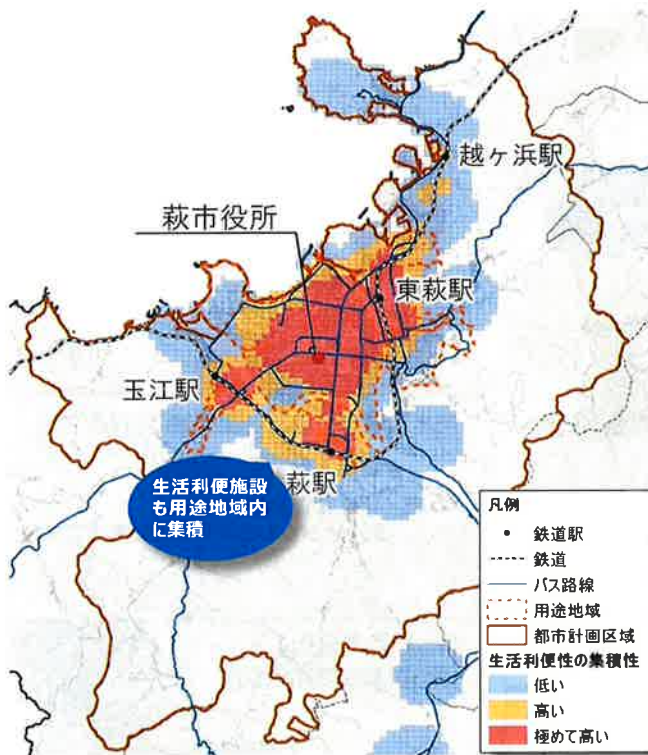 越ヶ浜駅
萩市役所
東萩駅
玉江駅
萩駅
生活利便施設
も用途地域内
に集積
凡例
鉄道駅
鉄道
バス路線
用途地域
都市計画区域
生活利便性の集積性
低い
高い
極めて高い